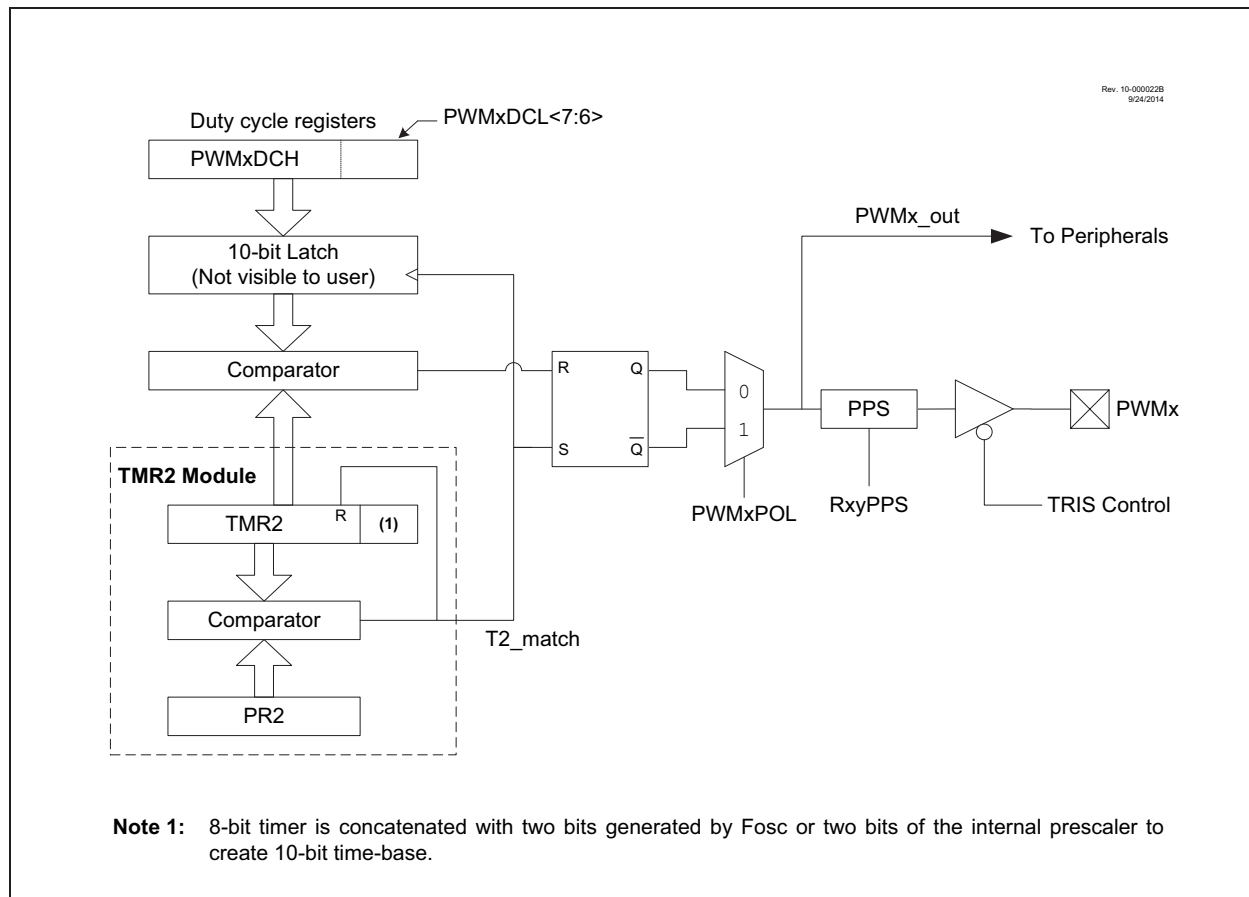 Rev. 10-000022B
9/24/2014
Duty cycle registers
PWMxDCL<7:6>
PWMxDCH
10-bit Latch
(Not visible to user)
Comparator
PWMx_out
To Peripherals
R
Q
S
Q
0
1
PPS
PWMx
PWMxPOL
RxyPPS
TRIS Control
TMR2 Module
R
TMR2
(1)
Comparator
T2_match
PR2
Note 1: 8-bit timer is concatenated with two bits generated by Fosc or two bits of the internal prescaler to
create 10-bit time-base.